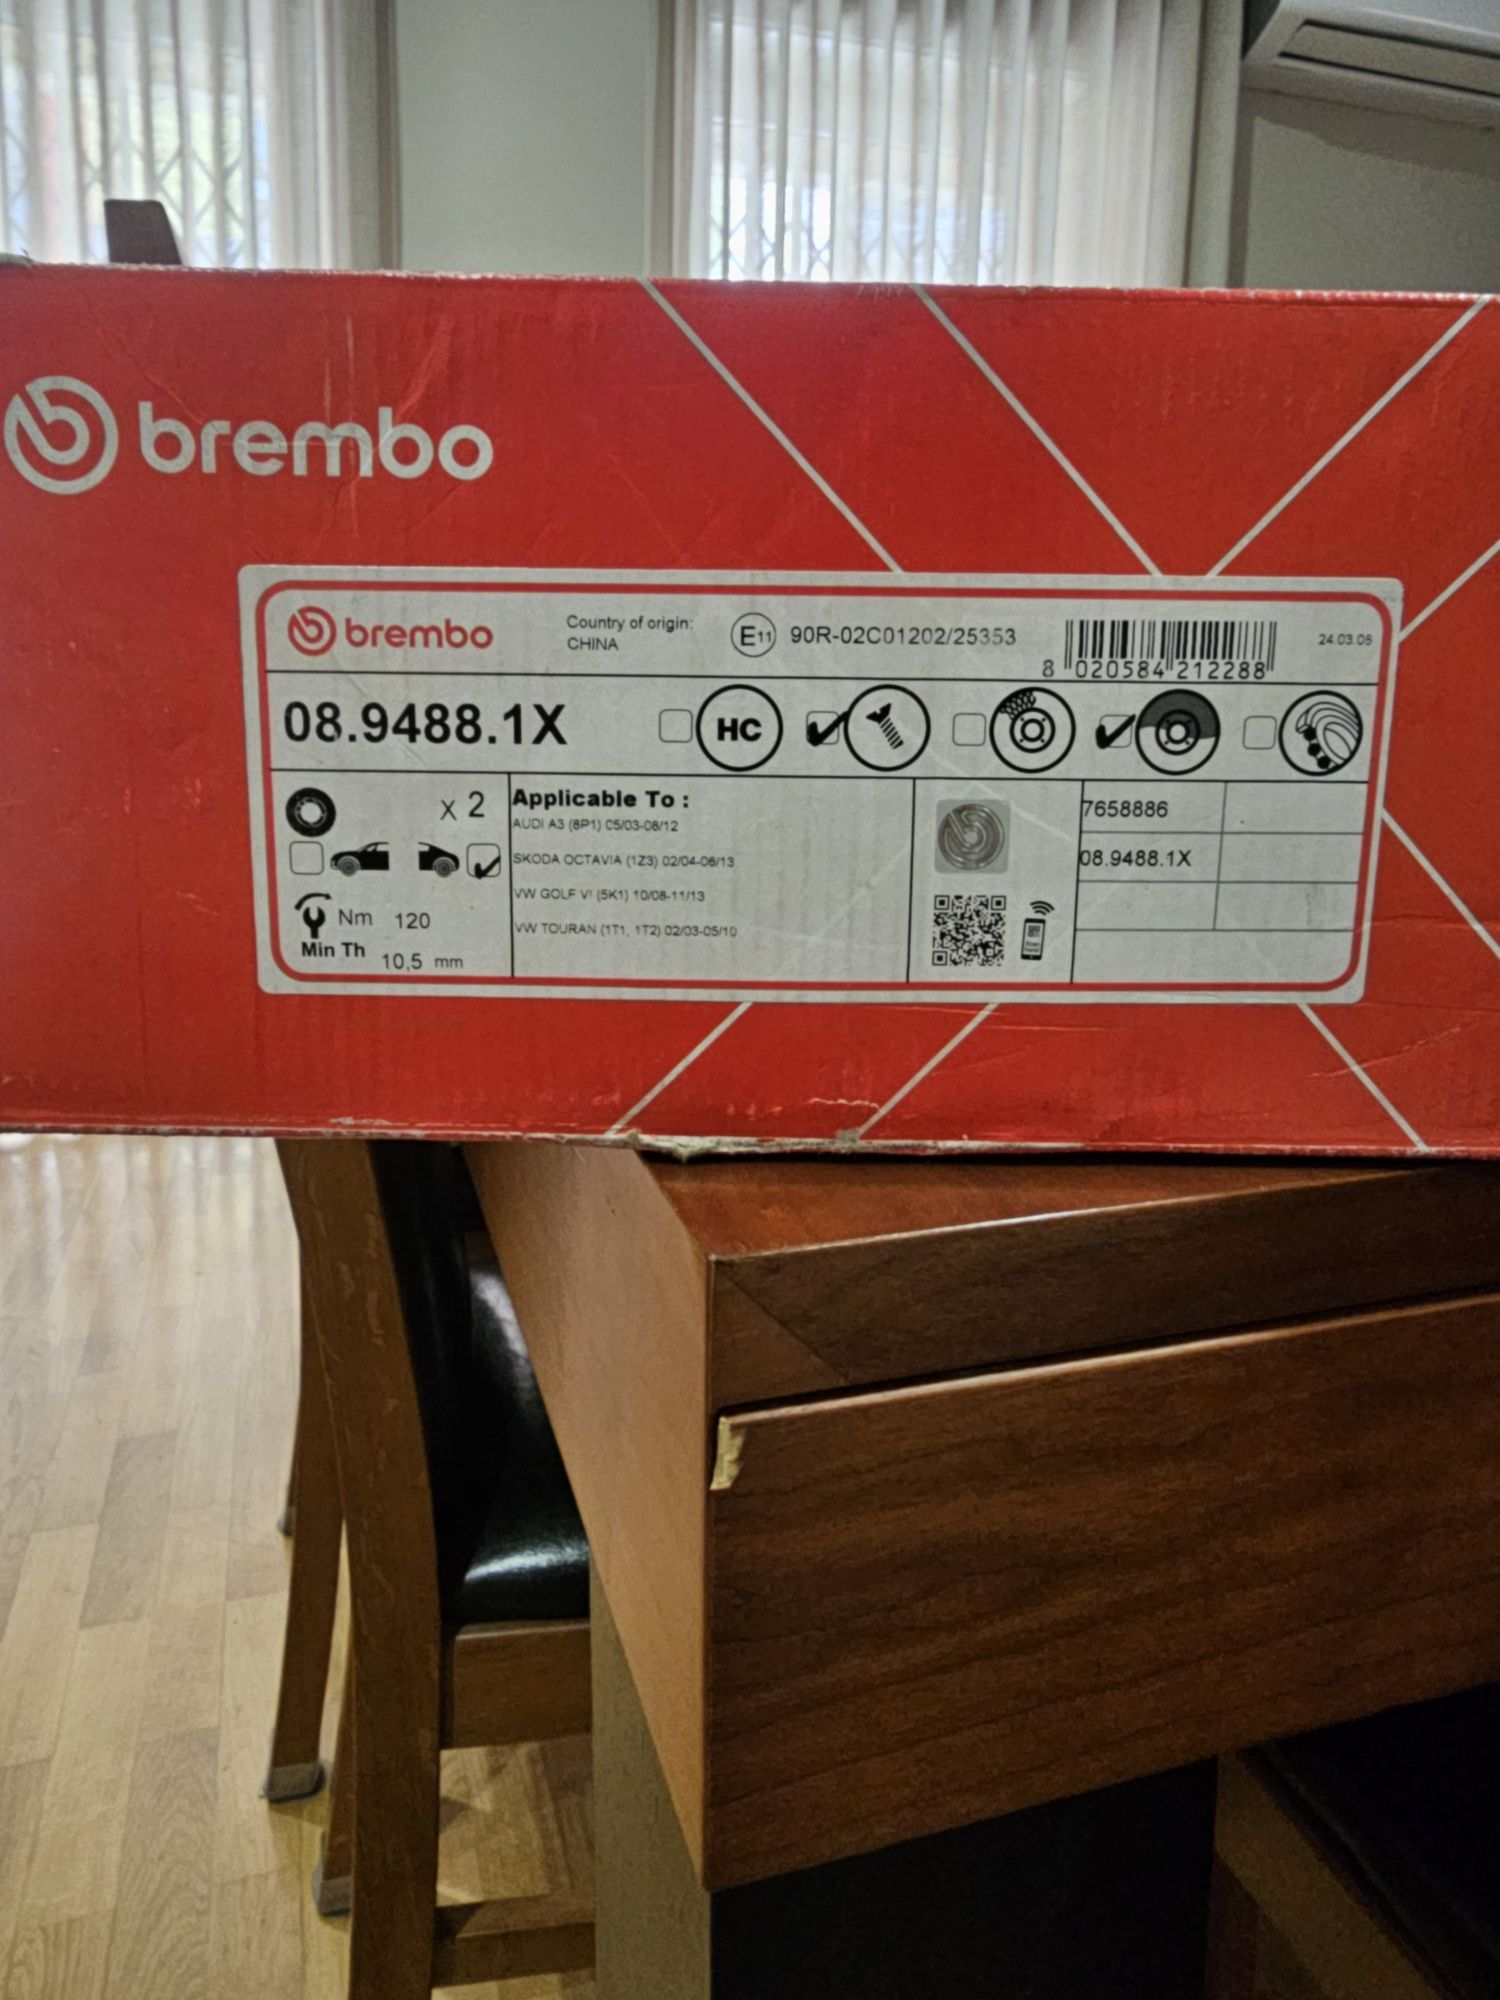 brembo
brembo
Country of origin:
CHINA
E11 90R-02C01202/25353
8 020584 212288
24.03.08
08.9488.1X
HC
x 2
Nm 120
Min Th 10,5 mm
Applicable To :
AUDI A3 (8P1) 05/03-08/12
SKODA OCTAVIA (1Z3) 02/04-06/13
VW GOLF VI (5K1) 10/08-11/13
VW TOURAN (1T1, 1T2) 02/03-05/10
7658886
08.9488.1X